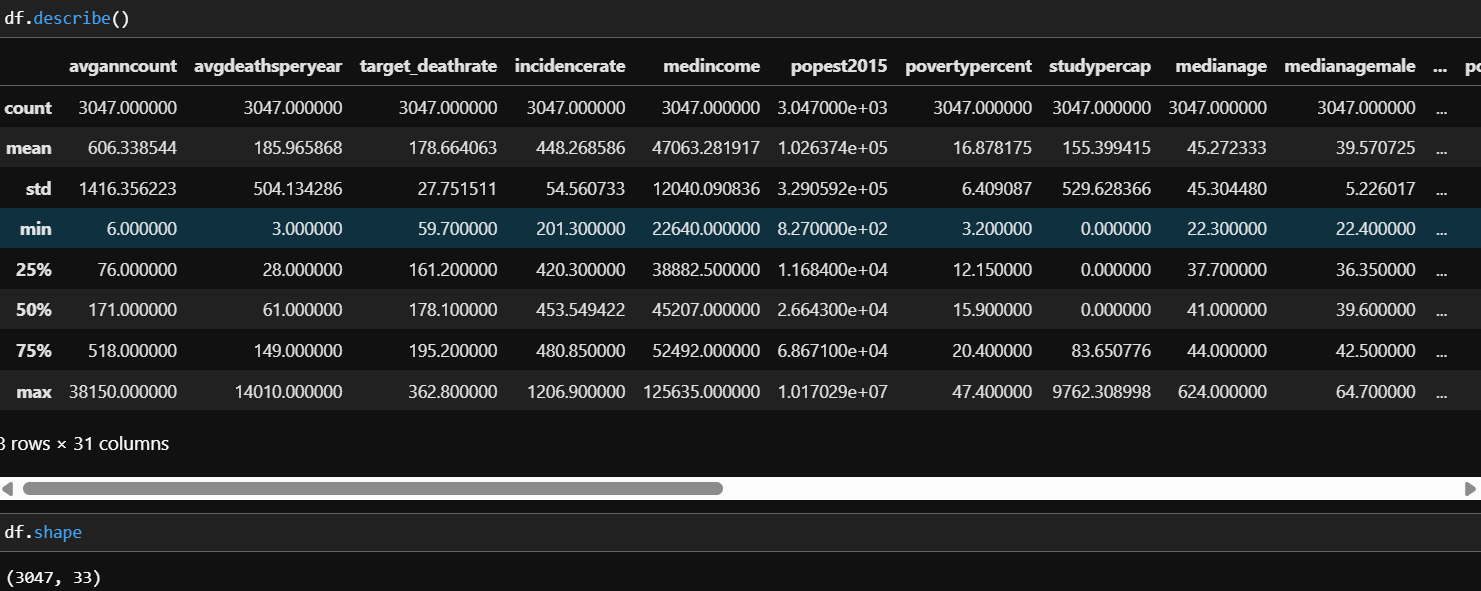 df.describe()
avganncount avgdeathsperyear target_deathrate incidencerate medincome popest2015 povertypercent studypercap medianage medianagemale ...
count 3047.000000 3047.000000 3047.000000 3047.000000 3047.000000 3.047000e+03 3047.000000 3047.000000 3047.000000 3047.000000 ...
mean 606.338544 185.965868 178.664063 448.268586 47063.281917 1.026374e+05 16.878175 155.399415 45.272333 39.570725 ...
std 1416.356223 504.134286 27.751511 54.560733 12040.090836 3.290592e+05 6.409087 529.628366 45.304480 5.226017 ...
min 6.000000 3.000000 59.700000 201.300000 22640.000000 8.270000e+02 3.200000 0.000000 22.300000 22.400000 ...
25% 76.000000 28.000000 161.200000 420.300000 38882.500000 1.168400e+04 12.150000 0.000000 37.700000 36.350000 ...
50% 171.000000 61.000000 178.100000 453.549422 45207.000000 2.664300e+04 15.900000 0.000000 41.000000 39.600000 ...
75% 518.000000 149.000000 195.200000 480.850000 52492.000000 6.867100e+04 20.400000 83.650776 44.000000 42.500000 ...
max 38150.000000 14010.000000 362.800000 1206.900000 125635.000000 1.017029e+07 47.400000 9762.308998 624.000000 64.700000 ...
rows × 31 columns
df.shape
(3047, 33)